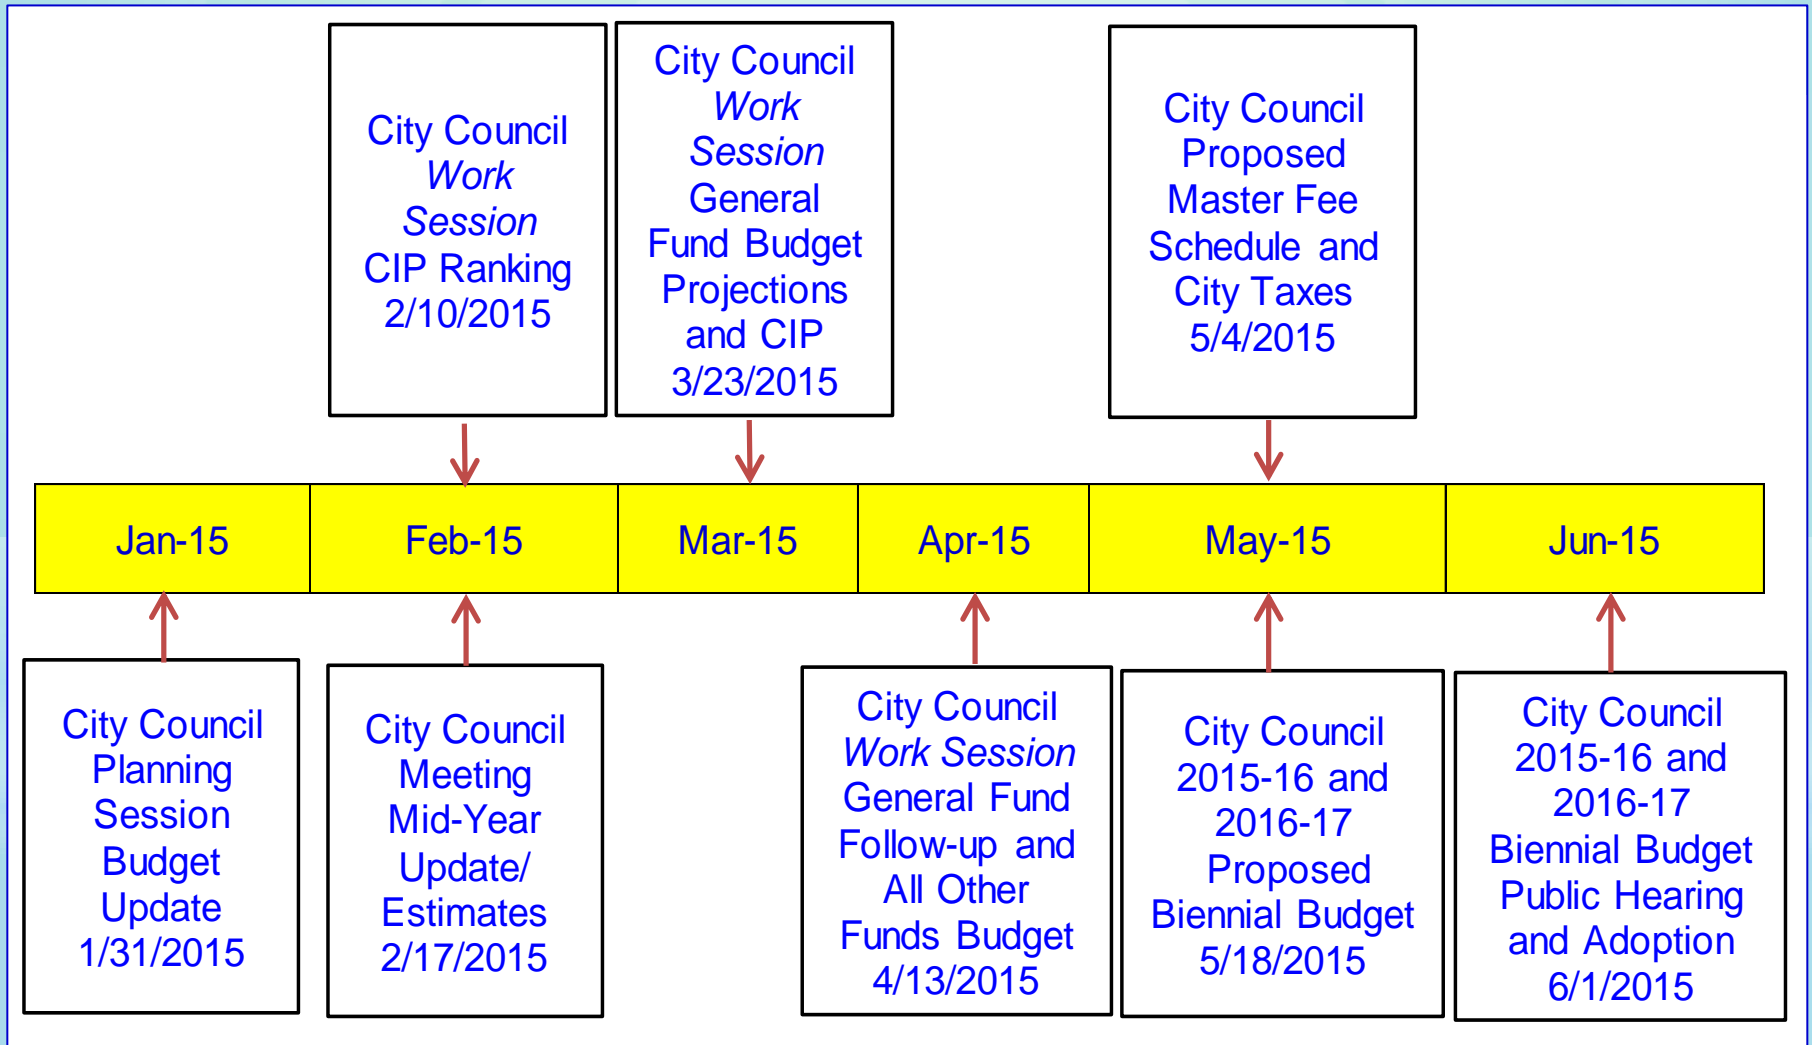 City Council
Work
Session
CIP Ranking
2/10/2015
City Council
Work
Session
General
Fund Budget
Projections
and CIP
3/23/2015
City Council
Proposed
Master Fee
Schedule and
City Taxes
5/4/2015
Jan-15
Feb-15
Mar-15
Apr-15
May-15
Jun-15
City Council
Planning
Session
Budget
Update
1/31/2015
City Council
Meeting
Mid-Year
Update/
Estimates
2/17/2015
City Council
Work Session
General Fund
Follow-up and
All Other
Funds Budget
4/13/2015
City Council
2015-16 and
2016-17
Proposed
Biennial Budget
5/18/2015
City Council
2015-16 and
2016-17
Biennial Budget
Public Hearing
and Adoption
6/1/2015